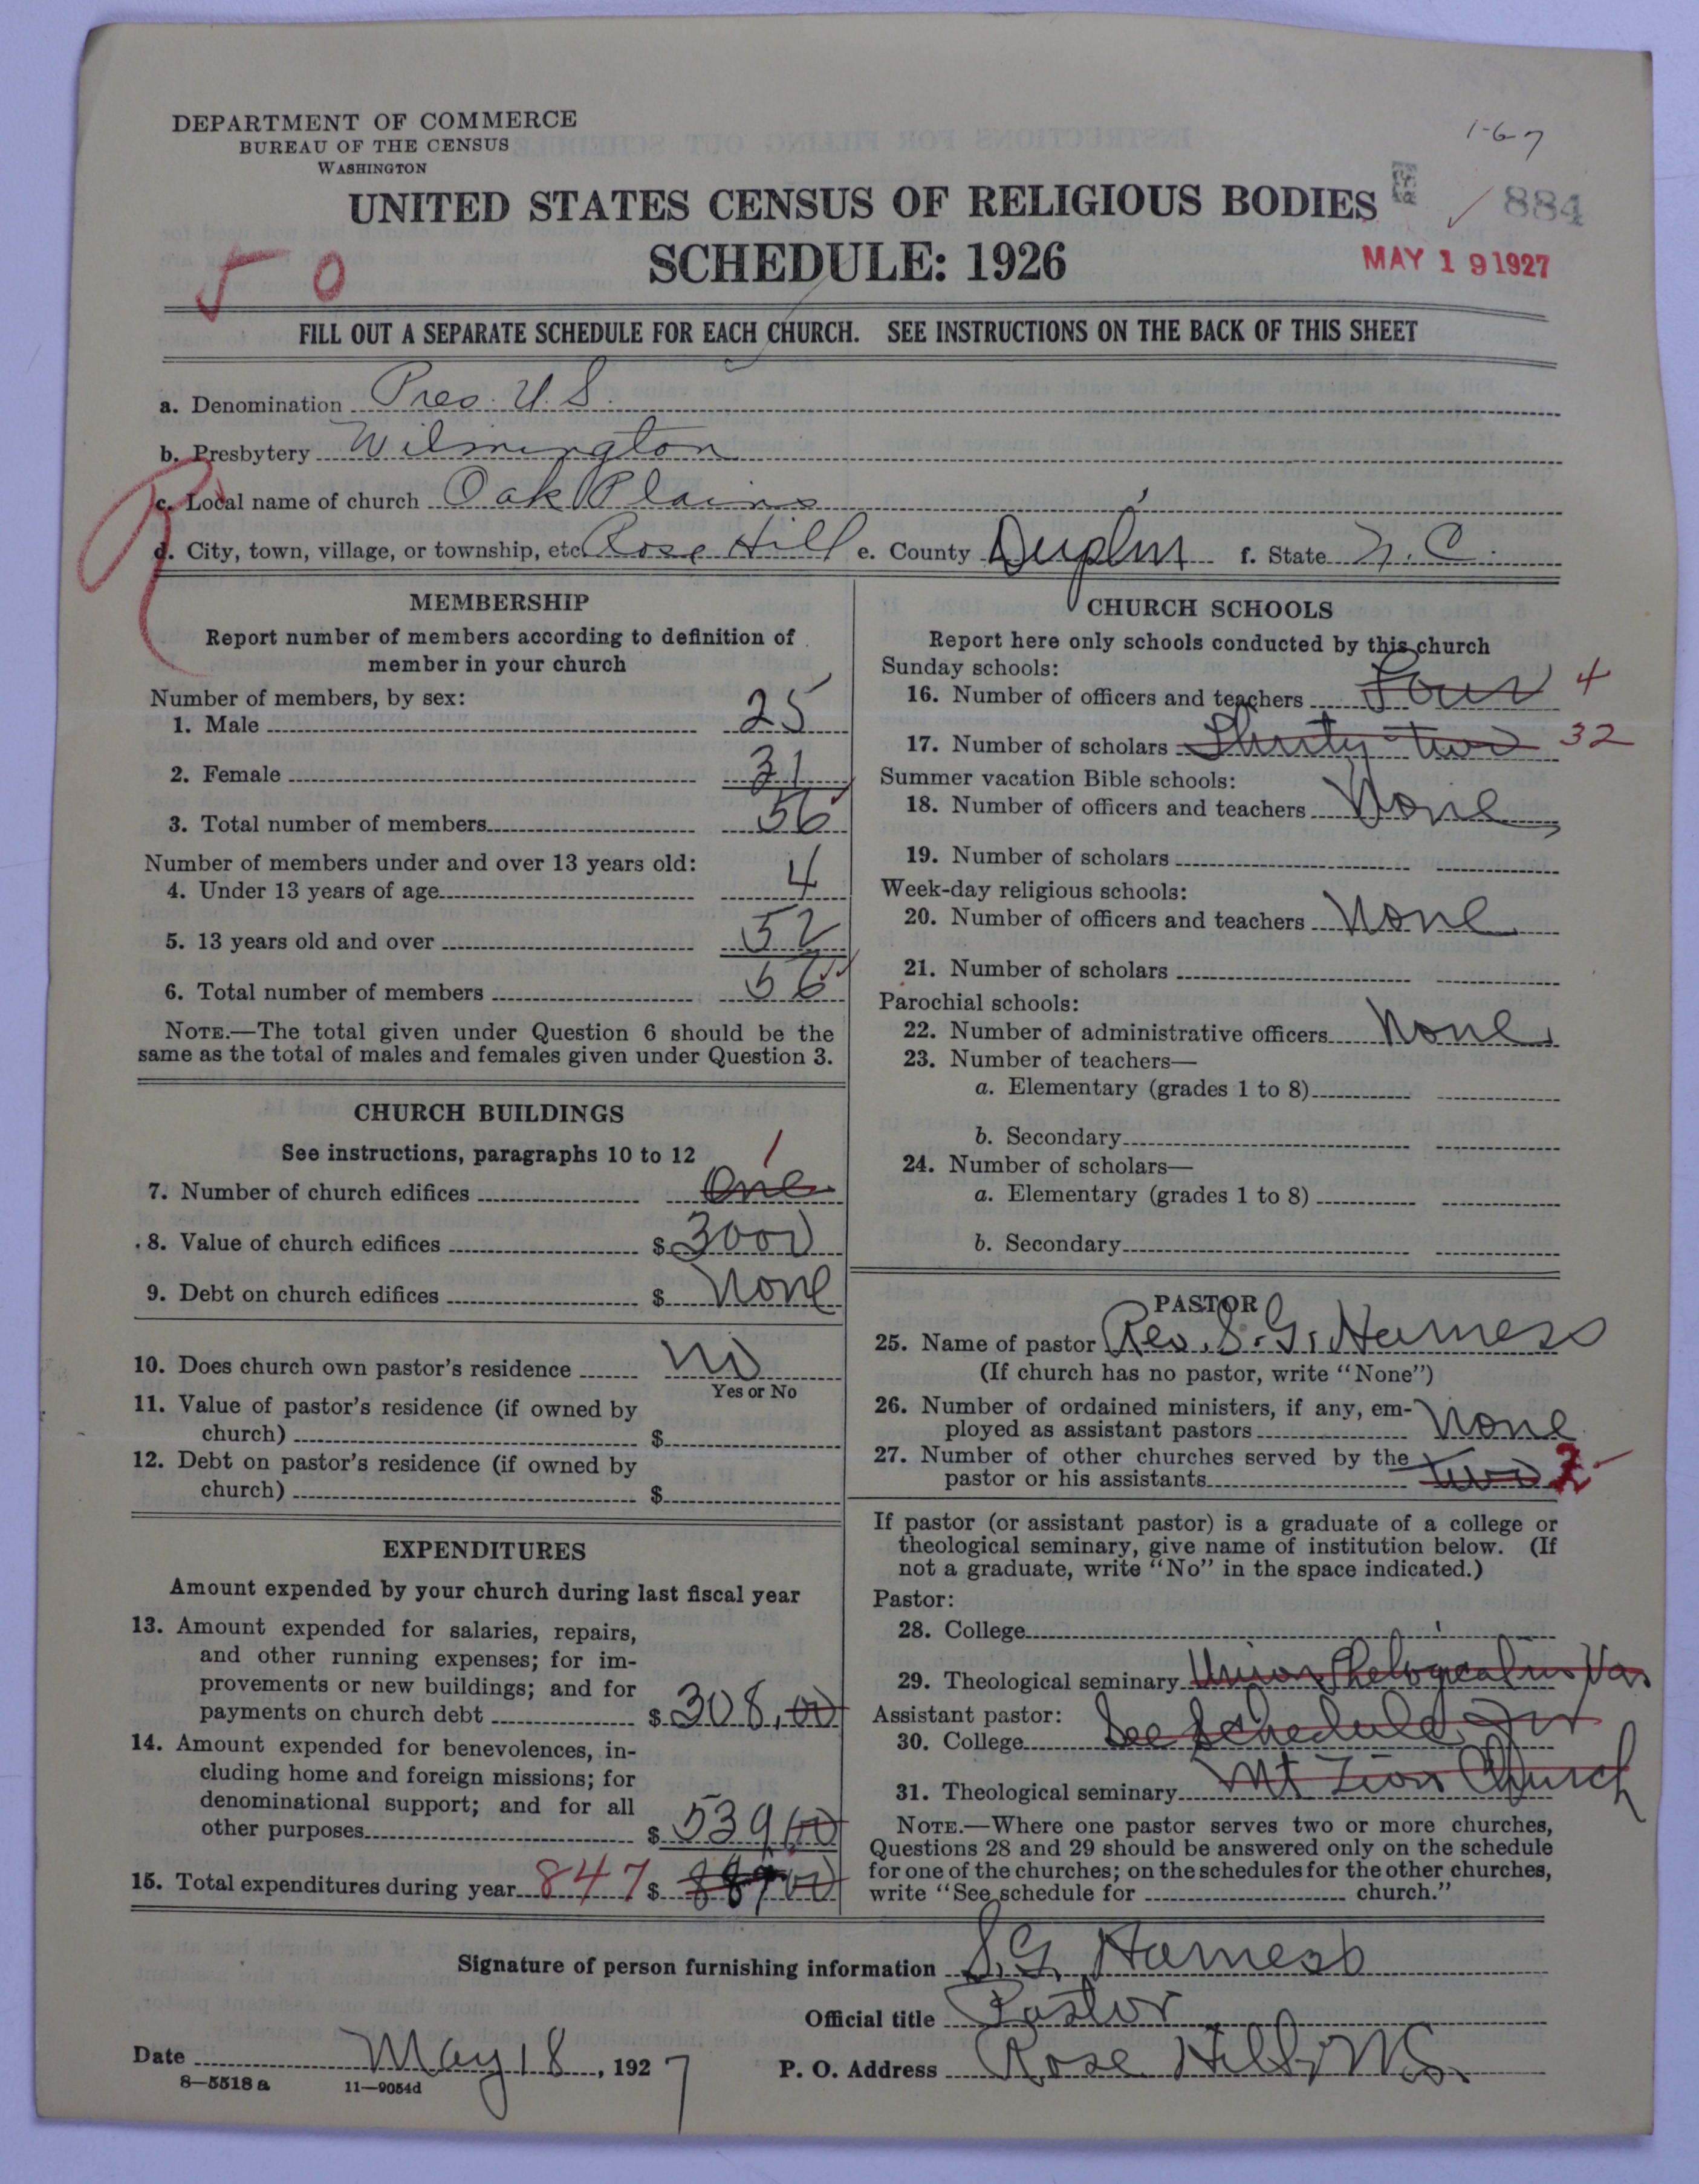 DEPARTMENT OF COMMERCE
BUREAU OF THE CENSUS
WASHINGTON
1-6-7
UNITED STATES CENSUS OF RELIGIOUS BODIES
884
SCHEDULE: 1926
MAY 19 1927
50
FILL OUT A SEPARATE SCHEDULE FOR EACH CHURCH. SEE INSTRUCTIONS ON THE BACK OF THIS SHEET
a. Denomination Pres. U.S.
b. Presbytery Wilmington
c. Local name of church Oak Plains
d. City, town, village, or township, etc. Rose Hill e. County Duplin f. State N.C.
MEMBERSHIP
Report number of members according to definition of
member in your church
Number of members, by sex:
1. Male 25
2. Female 31
3. Total number of members 56
Number of members under and over 13 years old:
4. Under 13 years of age 4
5. 13 years old and over 52
6. Total number of members 56
NOTE.—The total given under Question 6 should be the
same as the total of males and females given under Question 3.
CHURCH BUILDINGS
See instructions, paragraphs 10 to 12
7. Number of church edifices One 1
8. Value of church edifices $ 3000
9. Debt on church edifices $ None
10. Does church own pastor's residence No
Yes or No
11. Value of pastor's residence (if owned by
church) $
12. Debt on pastor's residence (if owned by
church) $
EXPENDITURES
Amount expended by your church during last fiscal year
13. Amount expended for salaries, repairs,
and other running expenses; for im-
provements or new buildings; and for
payments on church debt $ 308.00
14. Amount expended for benevolences, in-
cluding home and foreign missions; for
denominational support; and for all
other purposes $ 539.00
15. Total expenditures during year 847 $
CHURCH SCHOOLS
Report here only schools conducted by this church
Sunday schools:
16. Number of officers and teachers Four 4
17. Number of scholars Thirty-two 32
Summer vacation Bible schools:
18. Number of officers and teachers None
19. Number of scholars
Week-day religious schools:
20. Number of officers and teachers None
21. Number of scholars
Parochial schools:
22. Number of administrative officers None
23. Number of teachers—
a. Elementary (grades 1 to 8)
b. Secondary
24. Number of scholars—
a. Elementary (grades 1 to 8)
b. Secondary
PASTOR
25. Name of pastor Rev. S. G. Harness
(If church has no pastor, write "None")
26. Number of ordained ministers, if any, em-
ployed as assistant pastors None
27. Number of other churches served by the
pastor or his assistants Two 2
If pastor (or assistant pastor) is a graduate of a college or
theological seminary, give name of institution below. (If
not a graduate, write "No" in the space indicated.)
Pastor:
28. College
29. Theological seminary Union Theological in Va.
Assistant pastor:
30. College See Schedule for
31. Theological seminary Mt Zion Church
NOTE.—Where one pastor serves two or more churches,
Questions 28 and 29 should be answered only on the schedule
for one of the churches; on the schedules for the other churches,
write "See schedule for church."
Signature of person furnishing information S. G. Harness
Official title Pastor
Date May 18, 1927 P. O. Address Rose Hill, N.C.
8—5518 a 11—9054d